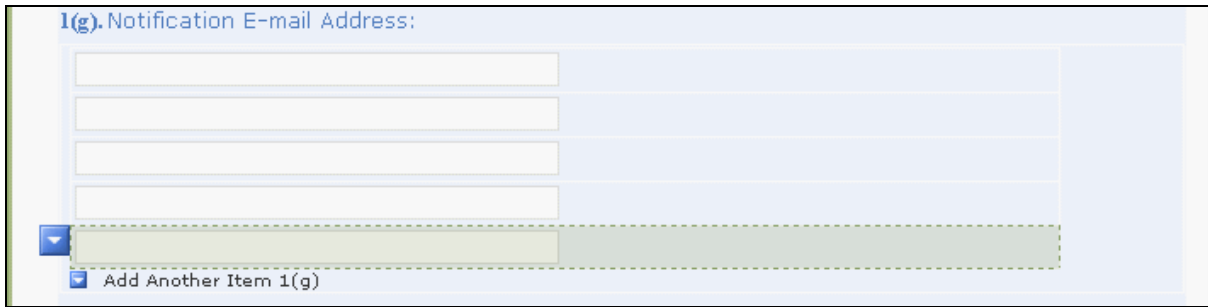 1(g). Notification E-mail Address:
Add Another Item 1(g)